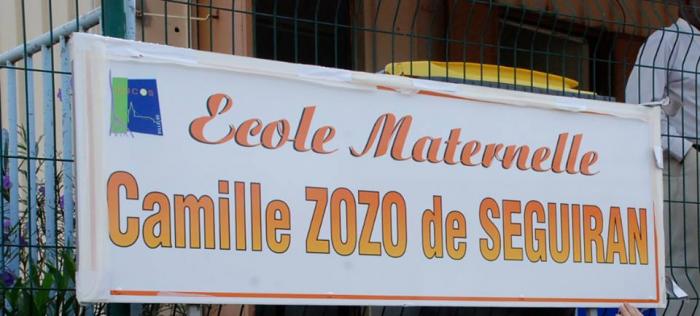 Ecole Maternelle
Camille ZOZO de SEGUIRAN